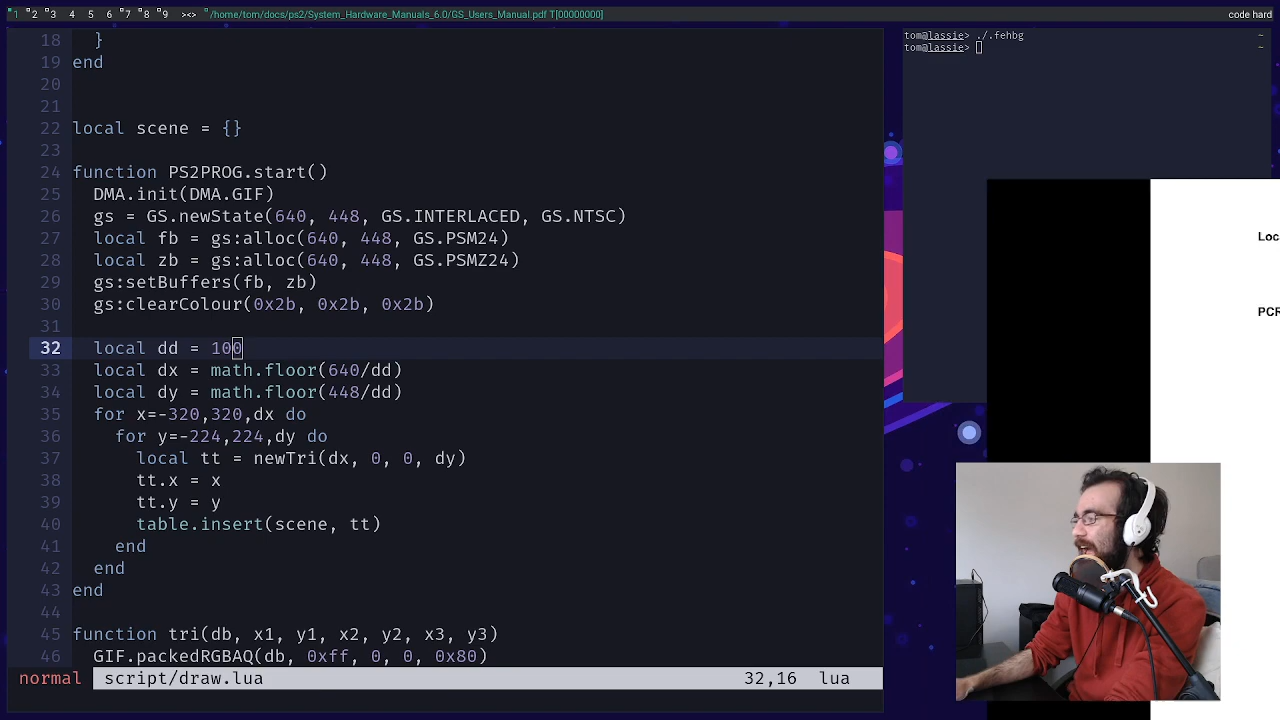 1 2 3 4 5 6 7 8 9 ><> /home/tom/docs/ps2/System_Hardware_Manuals_6.0/GS_Users_Manual.pdf T[00000000] code hard
18 }
19 end
20
21
22 local scene = {}
23
24 function PS2PROG.start()
25 DMA.init(DMA.GIF)
26 gs = GS.newState(640, 448, GS.INTERLACED, GS.NTSC)
27 local fb = gs:alloc(640, 448, GS.PSM24)
28 local zb = gs:alloc(640, 448, GS.PSMZ24)
29 gs:setBuffers(fb, zb)
30 gs:clearColour(0x2b, 0x2b, 0x2b)
31
32 local dd = 100
33 local dx = math.floor(640/dd)
34 local dy = math.floor(448/dd)
35 for x=-320,320,dx do
36 for y=-224,224,dy do
37 local tt = newTri(dx, 0, 0, dy)
38 tt.x = x
39 tt.y = y
40 table.insert(scene, tt)
41 end
42 end
43 end
44
45 function tri(db, x1, y1, x2, y2, x3, y3)
46 GIF.packedRGBAQ(db, 0xff, 0, 0, 0x80)
normal script/draw.lua 32,16 lua
tom@lassie> ./.fehbg ~
tom@lassie> ~
Loc
PCR